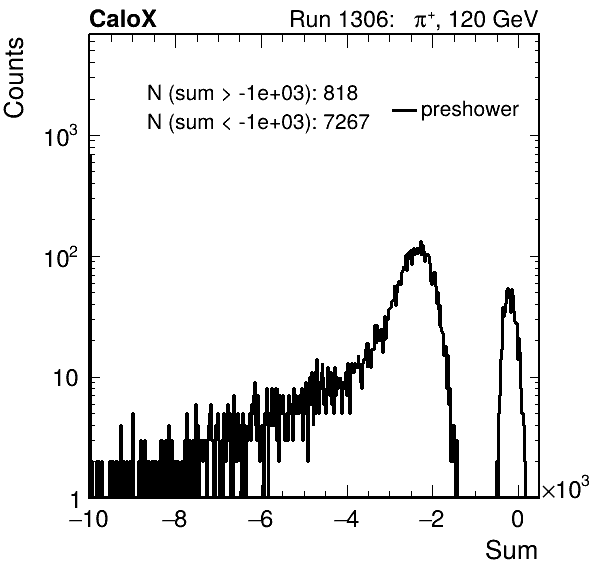 CaloX Run 1306: π⁺, 120 GeV
Counts
N (sum > -1e+03): 818
N (sum < -1e+03): 7267
preshower
10³
10²
10
1
−10 −8 −6 −4 −2 0 ×10³
Sum